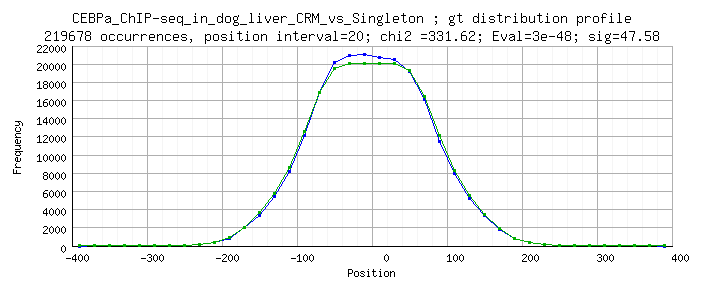 CEBPa_ChIP-seq_in_dog_liver_CRM_vs_Singleton ; gt distribution profile
219678 occurrences, position interval=20; chi2 =331.62; Eval=3e-48; sig=47.58
22000
20000
18000
16000
14000
12000
10000
8000
6000
4000
2000
0
Frequency
-400 -300 -200 -100 0 100 200 300 400
Position